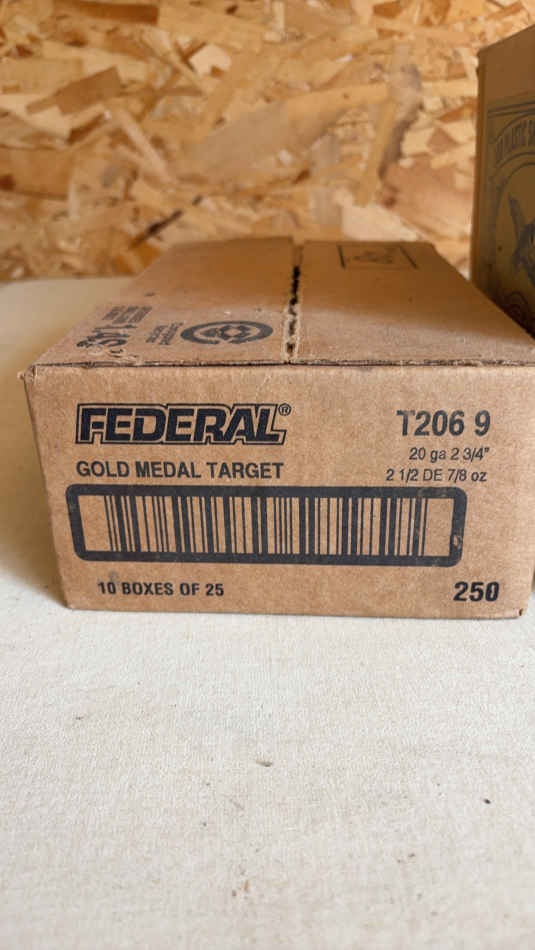 FEDERAL®
GOLD MEDAL TARGET
T206 9
20 ga 2 3/4"
2 1/2 DE 7/8 oz
10 BOXES OF 25
250